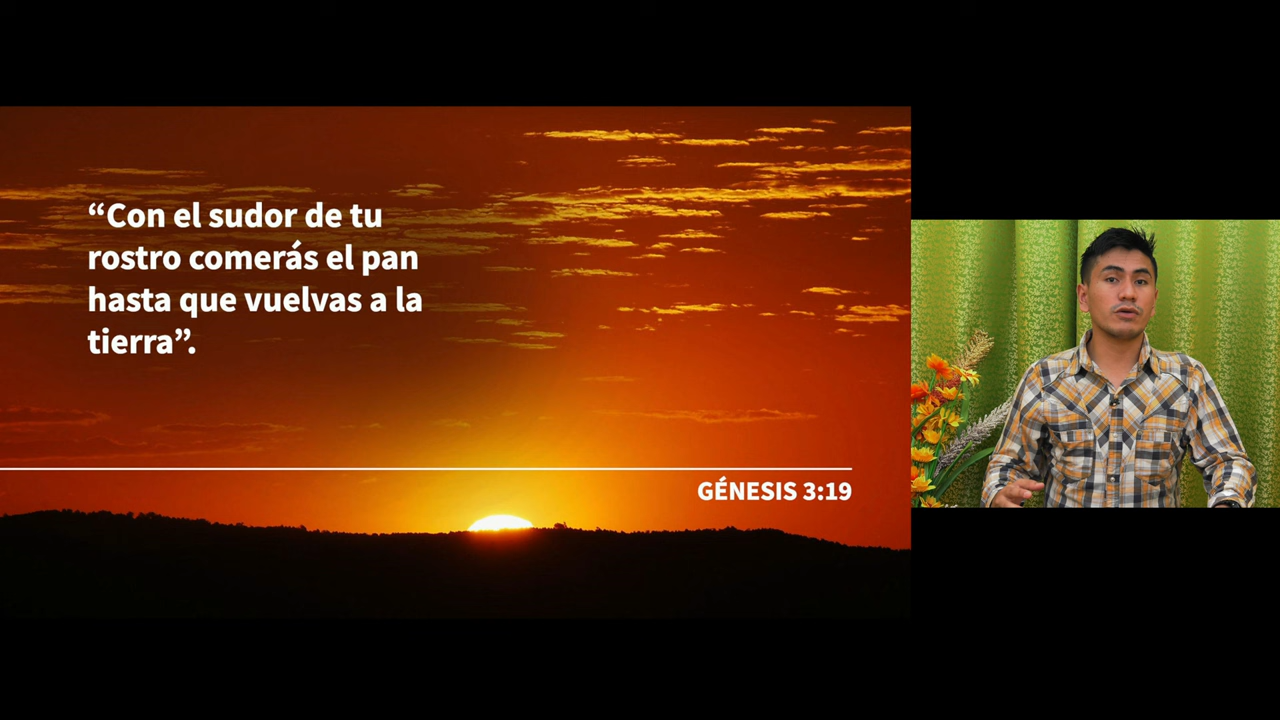 “Con el sudor de tu
rostro comerás el pan
hasta que vuelvas a la
tierra”.
GÉNESIS 3:19